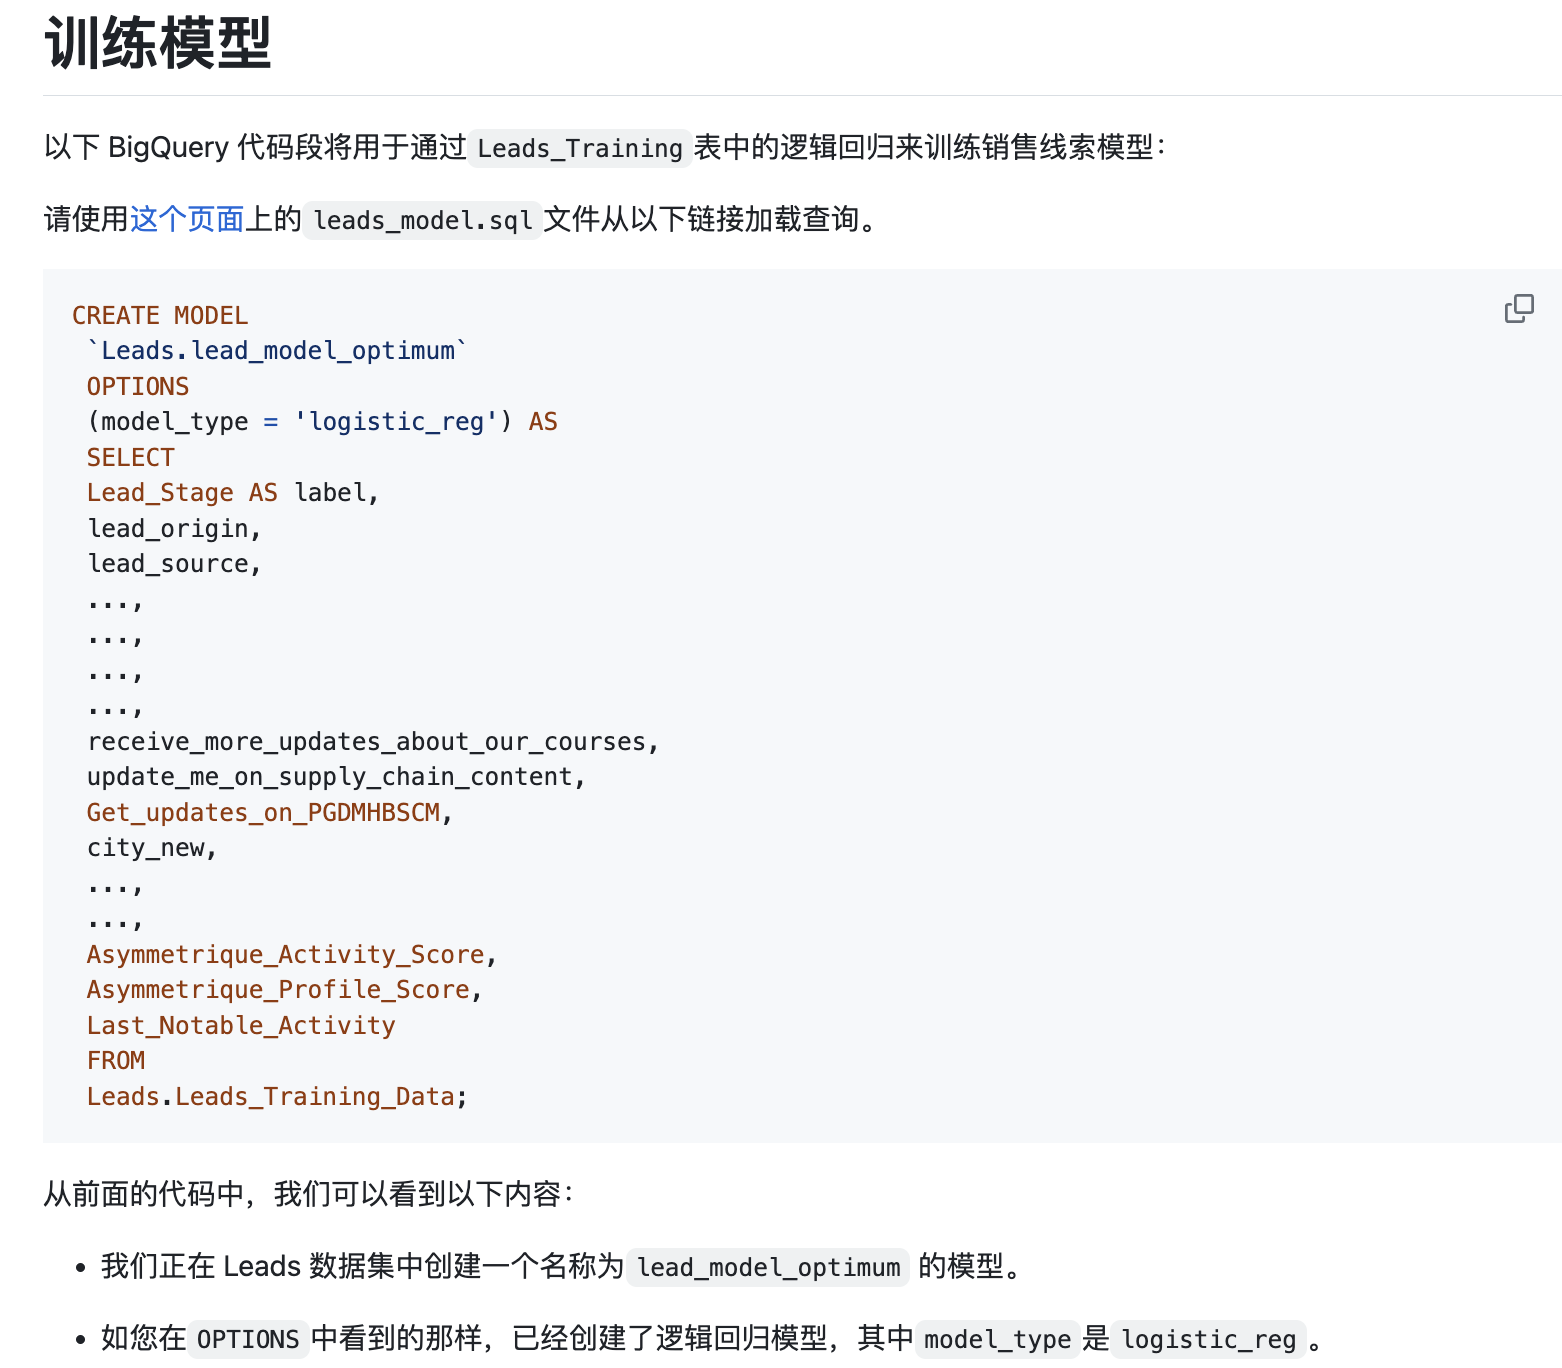 训练模型
以下 BigQuery 代码段将用于通过 Leads_Training 表中的逻辑回归来训练销售线索模型：
请使用这个页面上的 leads_model.sql 文件从以下链接加载查询。
CREATE MODEL
`Leads.lead_model_optimum`
OPTIONS
(model_type = 'logistic_reg') AS
SELECT
Lead_Stage AS label,
lead_origin,
lead_source,
...,
...,
...,
...,
receive_more_updates_about_our_courses,
update_me_on_supply_chain_content,
Get_updates_on_PGDMHBSCM,
city_new,
...,
...,
Asymmetrique_Activity_Score,
Asymmetrique_Profile_Score,
Last_Notable_Activity
FROM
Leads.Leads_Training_Data;
从前面的代码中，我们可以看到以下内容：
• 我们正在 Leads 数据集中创建一个名称为 lead_model_optimum 的模型。
• 如您在 OPTIONS 中看到的那样，已经创建了逻辑回归模型，其中 model_type 是 logistic_reg 。